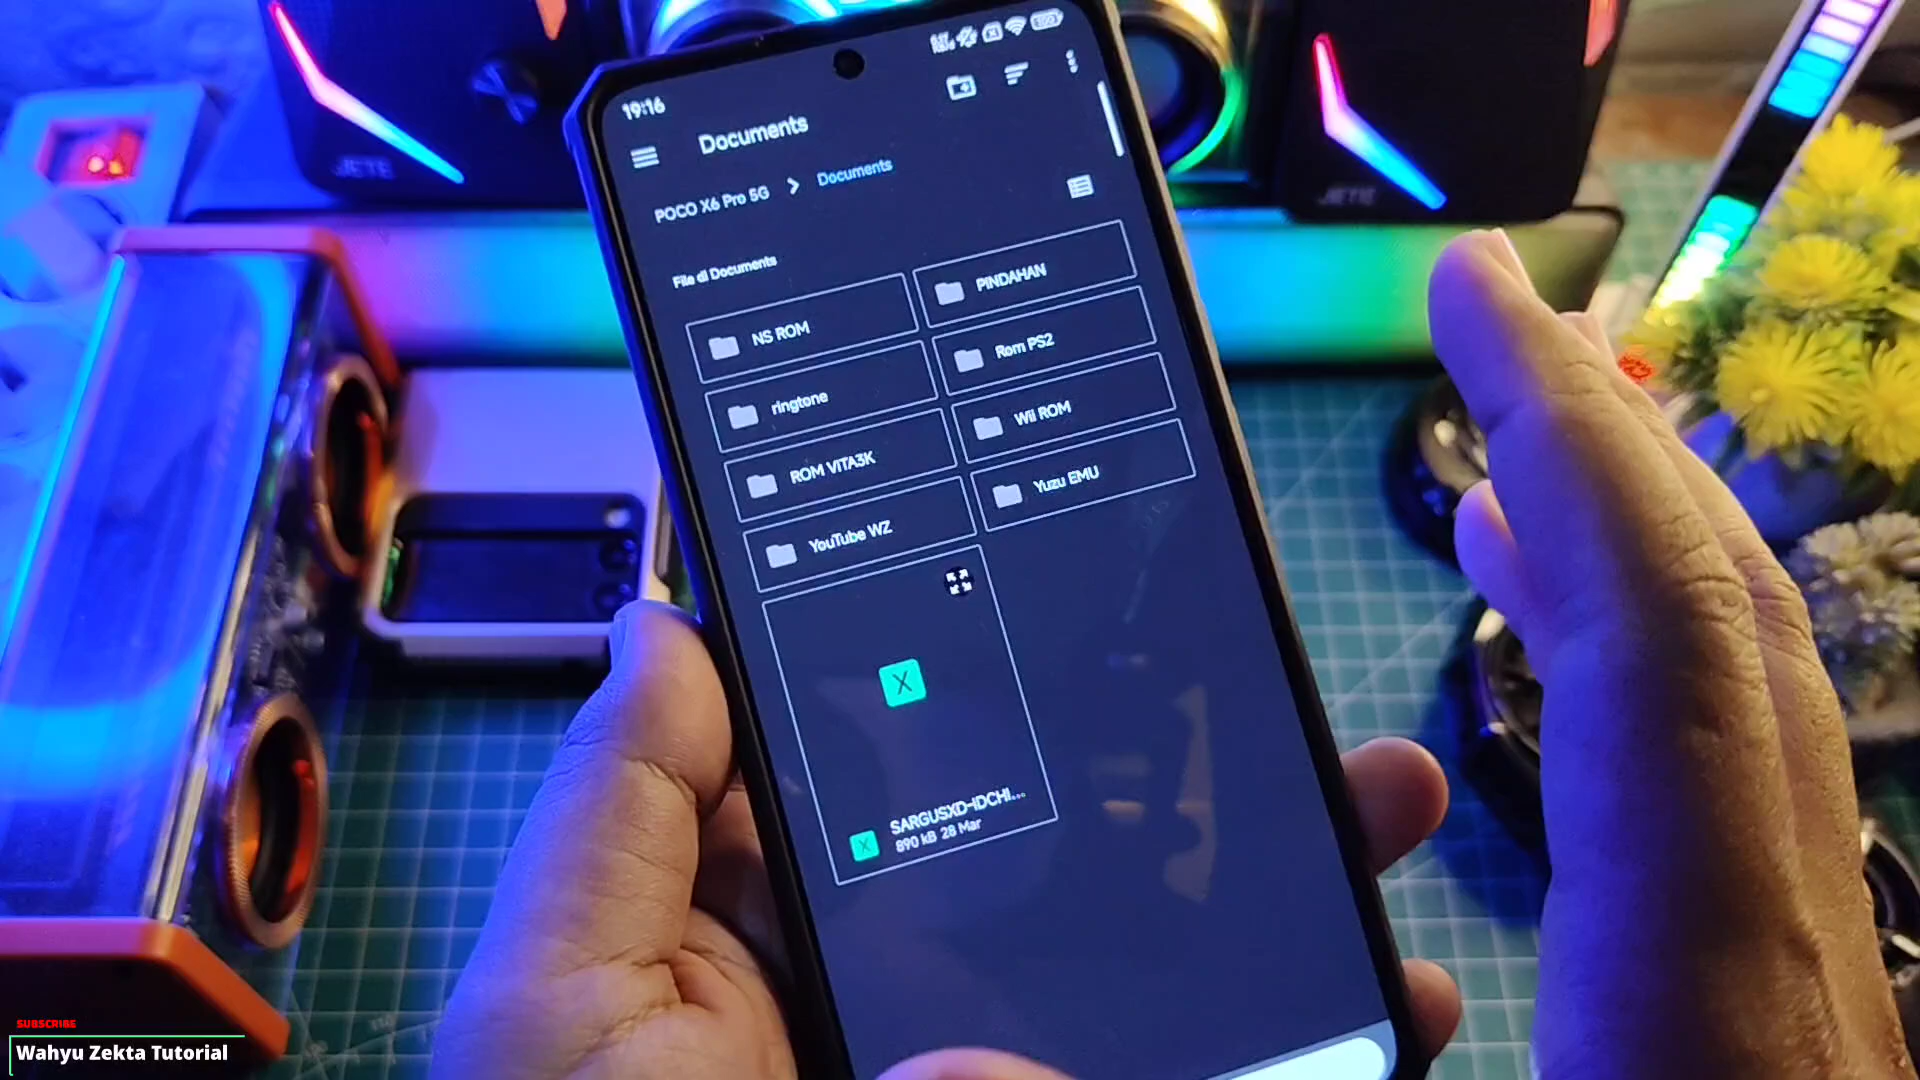 19:16
Documents
POCO X6 Pro 5G > Documents
File di Documents
NS ROM
PINDAHAN
ringtone
Rom PS2
ROM VITA3K
Wii ROM
YouTube WZ
Yuzu EMU
X
X
SARGUSXD-IDCHI...
890 kB 28 Mar
JETE
JETE
SUBSCRIBE
Wahyu Zekta Tutorial